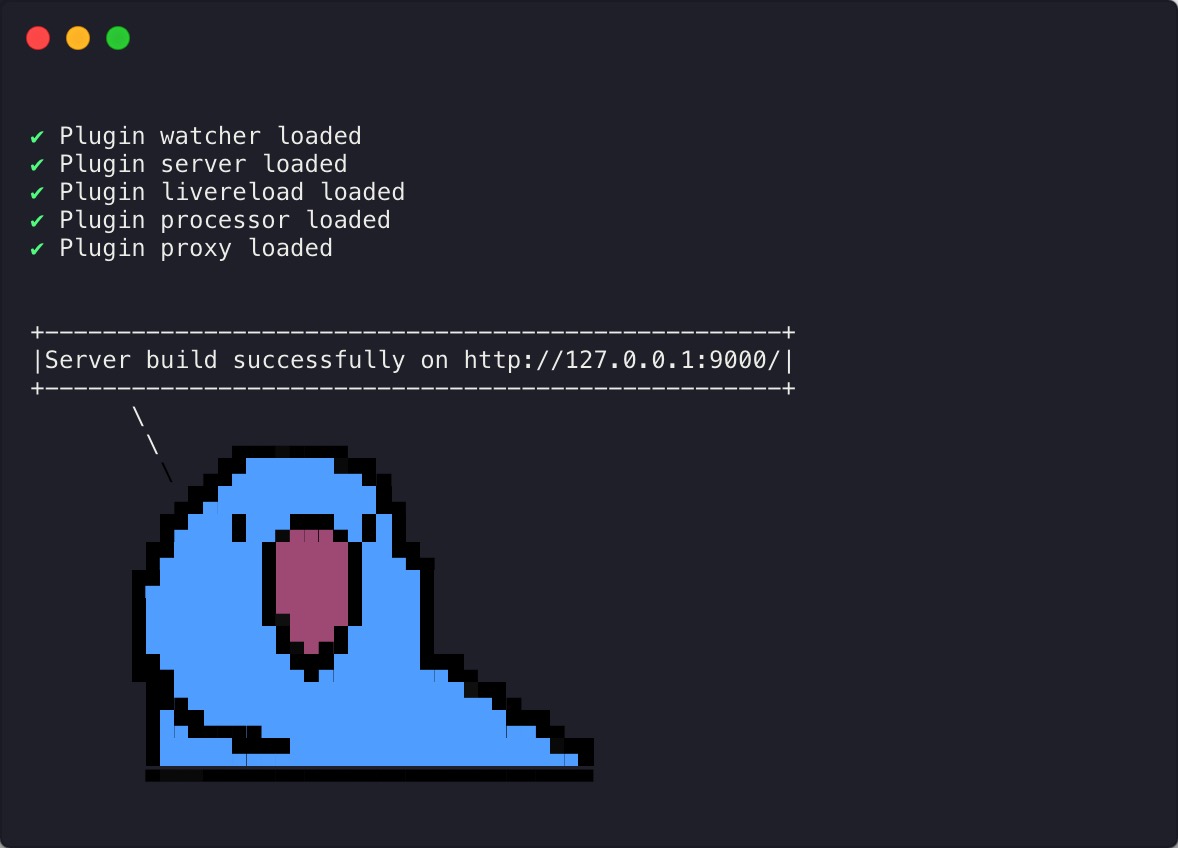 ✔ Plugin watcher loaded
✔ Plugin server loaded
✔ Plugin livereload loaded
✔ Plugin processor loaded
✔ Plugin proxy loaded
+---------------------------------------------------+
|Server build successfully on http://127.0.0.1:9000/|
+---------------------------------------------------+